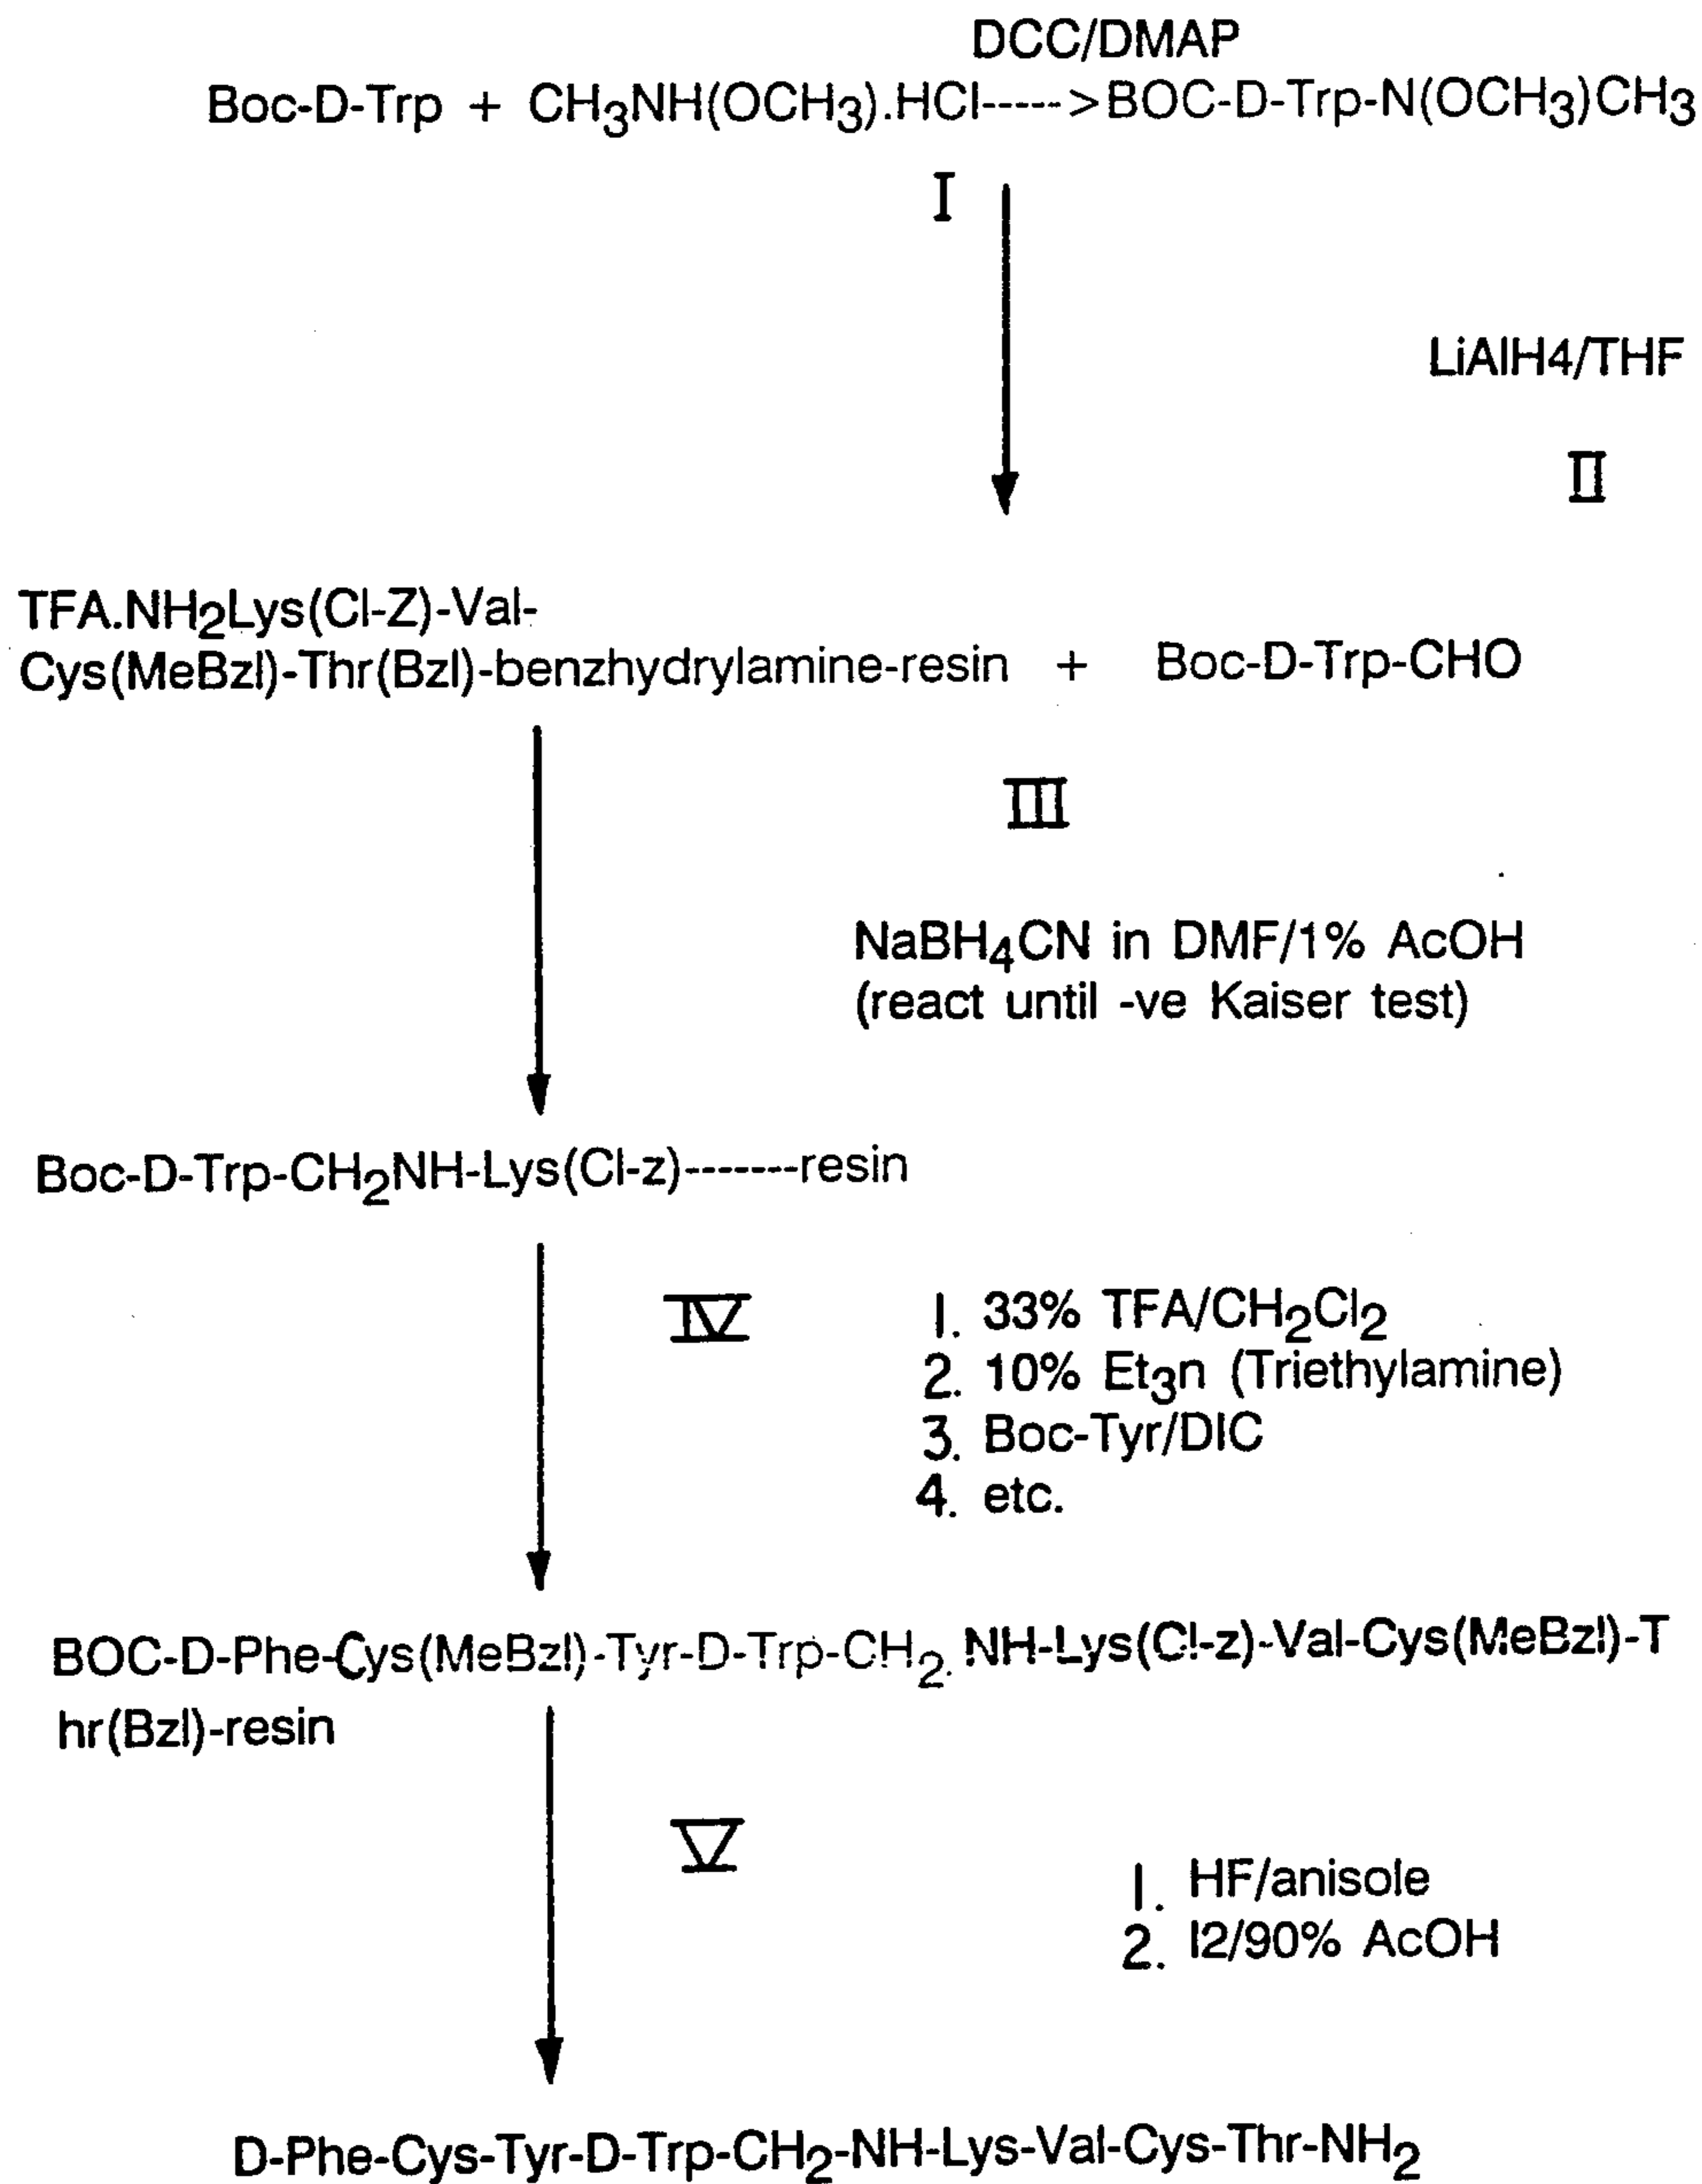 DCC/DMAP
Boc-D-Trp + CH3NH(OCH3).HCl----->BOC-D-Trp-N(OCH3)CH3
I
LiAlH4/THF
II
TFA.NH2Lys(Cl-Z)-Val-
Cys(MeBzl)-Thr(Bzl)-benzhydrylamine-resin + Boc-D-Trp-CHO
III
NaBH4CN in DMF/1% AcOH
(react until -ve Kaiser test)
Boc-D-Trp-CH2NH-Lys(Cl-z)-------resin
IV
1. 33% TFA/CH2Cl2
2. 10% Et3n (Triethylamine)
3. Boc-Tyr/DIC
4. etc.
BOC-D-Phe-Cys(MeBzl)-Tyr-D-Trp-CH2. NH-Lys(Cl-z)-Val-Cys(MeBzl)-T
hr(Bzl)-resin
V
1. HF/anisole
2. I2/90% AcOH
D-Phe-Cys-Tyr-D-Trp-CH2-NH-Lys-Val-Cys-Thr-NH2